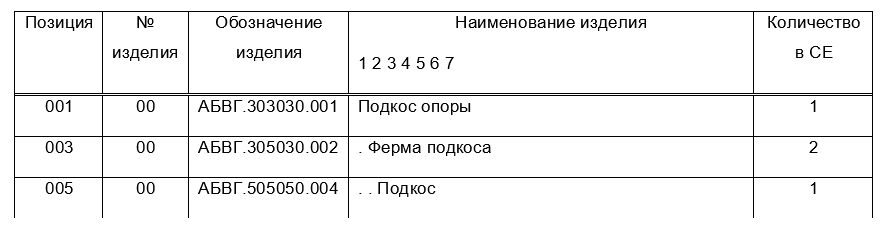 Позиция № изделия Обозначение изделия Наименование изделия Количество в СЕ
1 2 3 4 5 6 7
001 00 АБВГ.303030.001 Подкос опоры 1
003 00 АБВГ.305030.002 . Ферма подкоса 2
005 00 АБВГ.505050.004 . . Подкос 1